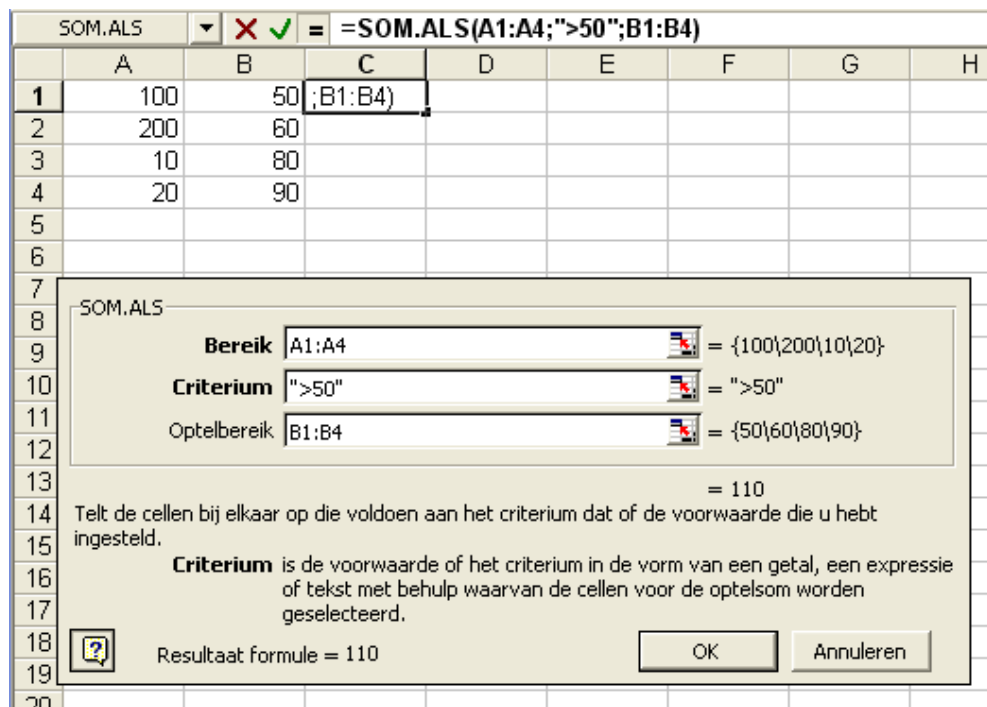 SOM.ALS = =SOM.ALS(A1:A4;">50";B1:B4)
A B C D E F G H
1 100 50 ;B1:B4)
2 200 60
3 10 80
4 20 90
5
6
7
SOM.ALS
8
9 Bereik A1:A4 = {100\200\10\20}
10 Criterium ">50" = ">50"
11
Optelbereik B1:B4 = {50\60\80\90}
12
13 = 110
14 Telt de cellen bij elkaar op die voldoen aan het criterium dat of de voorwaarde die u hebt
15 ingesteld.
16 Criterium is de voorwaarde of het criterium in de vorm van een getal, een expressie
of tekst met behulp waarvan de cellen voor de optelsom worden
17 geselecteerd.
18 ? Resultaat formule = 110 OK Annuleren
19
20